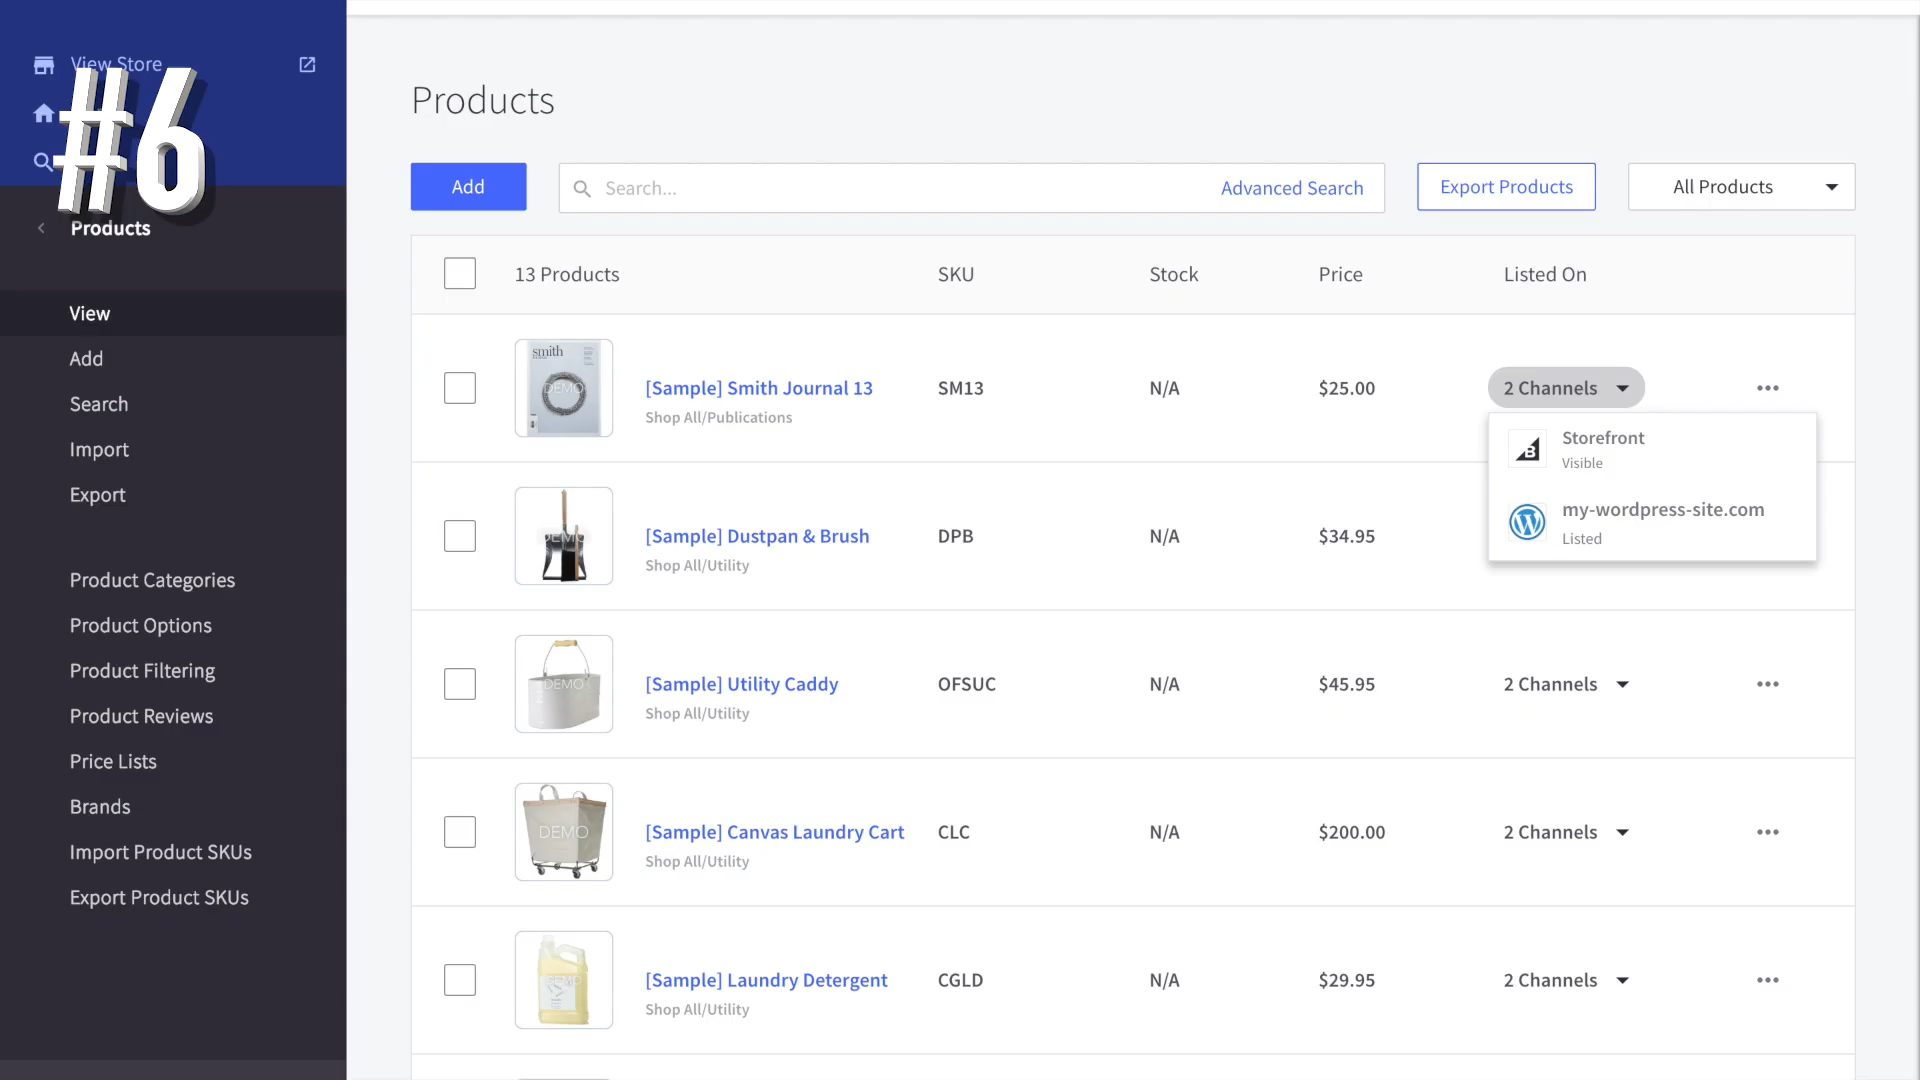 View Store
#6
Products
View
Add
Search
Import
Export
Product Categories
Product Options
Product Filtering
Product Reviews
Price Lists
Brands
Import Product SKUs
Export Product SKUs
Products
Add
Search...
Advanced Search
Export Products
All Products
13 Products
SKU
Stock
Price
Listed On
smith
DEMO
[Sample] Smith Journal 13
Shop All/Publications
SM13
N/A
$25.00
2 Channels
Storefront
Visible
my-wordpress-site.com
Listed
DEMO
[Sample] Dustpan & Brush
Shop All/Utility
DPB
N/A
$34.95
DEMO
[Sample] Utility Caddy
Shop All/Utility
OFSUC
N/A
$45.95
2 Channels
DEMO
[Sample] Canvas Laundry Cart
Shop All/Utility
CLC
N/A
$200.00
2 Channels
DEMO
[Sample] Laundry Detergent
Shop All/Utility
CGLD
N/A
$29.95
2 Channels